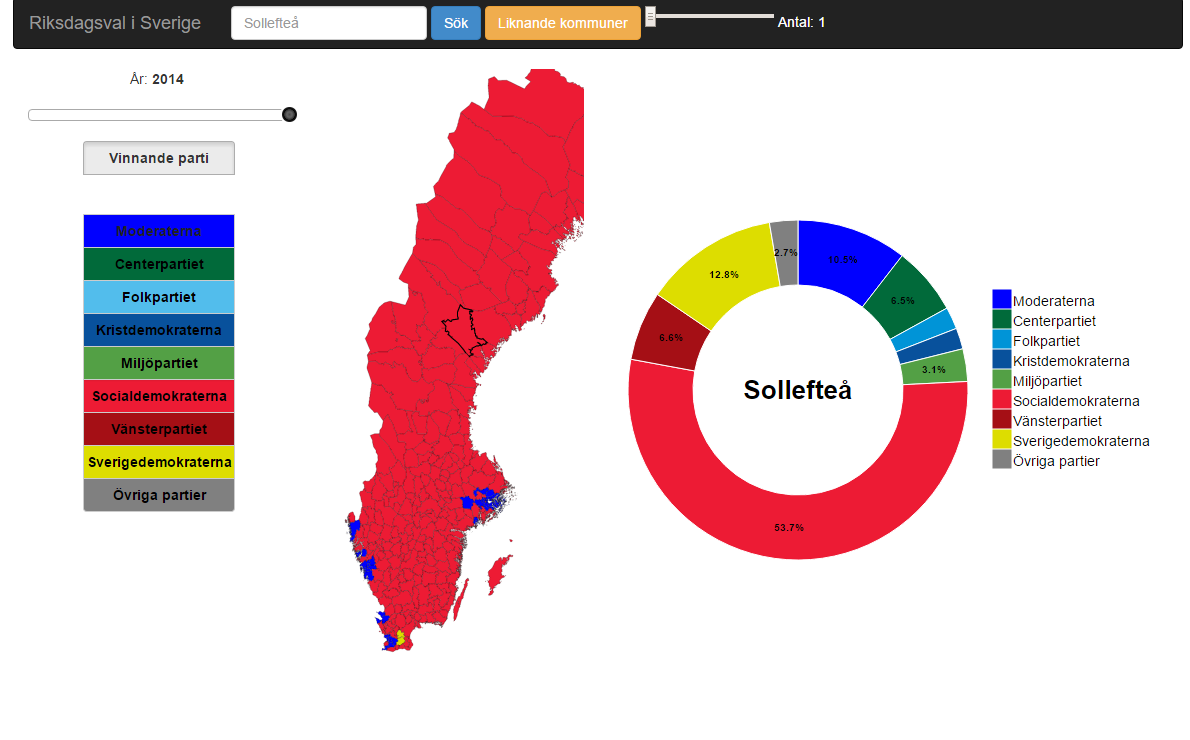 Riksdagsval i Sverige
Sollefteå
Sök
Liknande kommuner
Antal: 1
År: 2014
Vinnande parti
Moderaterna
Centerpartiet
Folkpartiet
Kristdemokraterna
Miljöpartiet
Socialdemokraterna
Vänsterpartiet
Sverigedemokraterna
Övriga partier
2.7%
10.5%
12.8%
6.5%
6.6%
3.1%
Sollefteå
53.7%
Moderaterna
Centerpartiet
Folkpartiet
Kristdemokraterna
Miljöpartiet
Socialdemokraterna
Vänsterpartiet
Sverigedemokraterna
Övriga partier